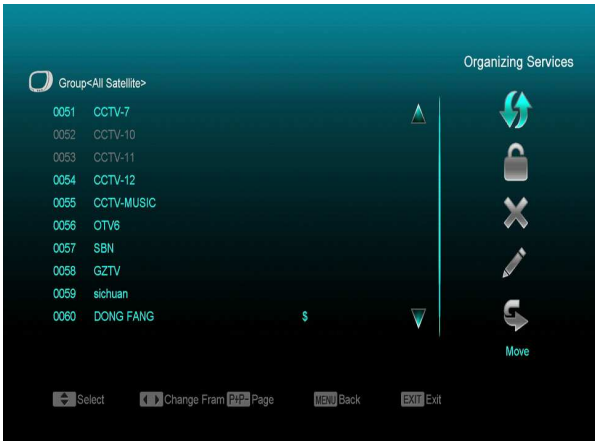 Organizing Services
Group<All Satellite>
0051 CCTV-7
0052 CCTV-10
0053 CCTV-11
0054 CCTV-12
0055 CCTV-MUSIC
0056 OTV6
0057 SBN
0058 GZTV
0059 sichuan
0060 DONG FANG $
Move
Select Change Fram P+P- Page MENU Back EXIT Exit